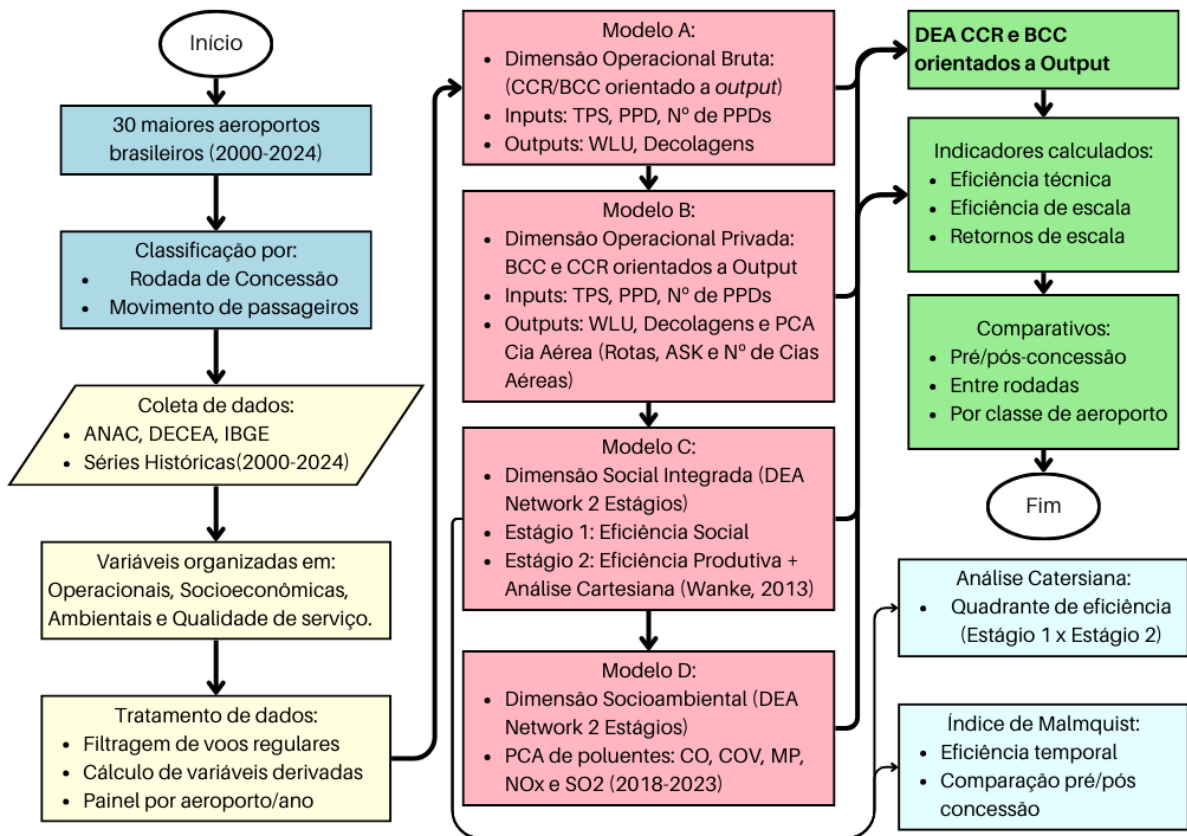 Início
30 maiores aeroportos
brasileiros (2000-2024)
Classificação por:
• Rodada de Concessão
• Movimento de passageiros
Coleta de dados:
• ANAC, DECEA, IBGE
• Séries Históricas(2000-2024)
Variáveis organizadas em:
Operacionais, Socioeconômicas,
Ambientais e Qualidade de serviço.
Tratamento de dados:
• Filtragem de voos regulares
• Cálculo de variáveis derivadas
• Painel por aeroporto/ano
Modelo A:
• Dimensão Operacional Bruta:
(CCR/BCC orientado a output)
• Inputs: TPS, PPD, Nº de PPDs
• Outputs: WLU, Decolagens
Modelo B:
• Dimensão Operacional Privada:
BCC e CCR orientados a Output
• Inputs: TPS, PPD, Nº de PPDs
• Outputs: WLU, Decolagens e PCA
Cia Aérea (Rotas, ASK e Nº de Cias
Aéreas)
Modelo C:
• Dimensão Social Integrada (DEA
Network 2 Estágios)
• Estágio 1: Eficiência Social
• Estágio 2: Eficiência Produtiva +
Análise Cartesiana (Wanke, 2013)
Modelo D:
• Dimensão Socioambiental (DEA
Network 2 Estágios)
• PCA de poluentes: CO, COV, MP,
NOx e SO2 (2018-2023)
DEA CCR e BCC
orientados a Output
Indicadores calculados:
• Eficiência técnica
• Eficiência de escala
• Retornos de escala
Comparativos:
• Pré/pós-concessão
• Entre rodadas
• Por classe de aeroporto
Fim
Análise Catersiana:
• Quadrante de eficiência
(Estágio 1 x Estágio 2)
Índice de Malmquist:
• Eficiência temporal
• Comparação pré/pós
concessão